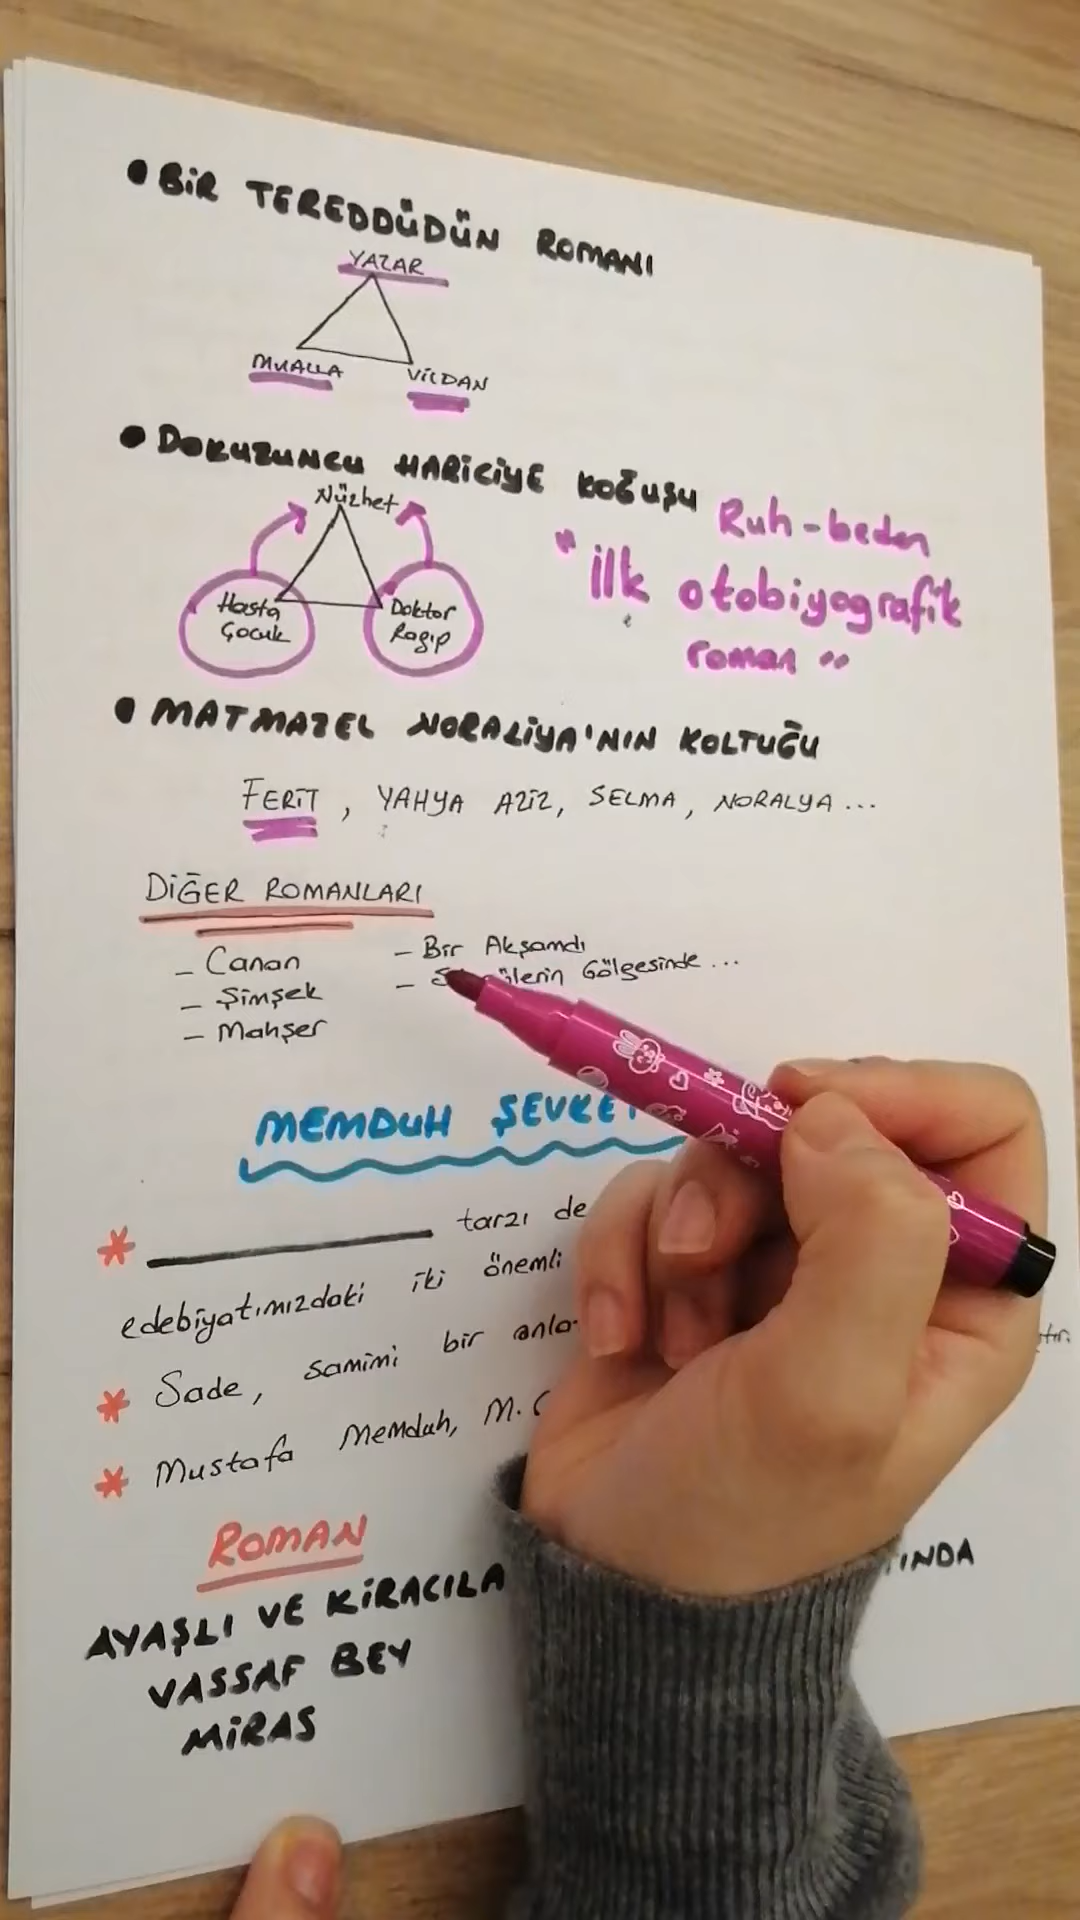 • BİR TEREDDÜDÜN ROMANI
YAZAR
MUALLA
VİLDAN
• DOKUZUNCU HARİCİYE KOĞUŞU
Nüzhet
Hasta Çocuk
Doktor Ragıp
Ruh-beden
"İlk otobiyografik
roman"
• MATMAZEL NORALİYA'NIN KOLTUĞU
FERİT, YAHYA AZİZ, SELMA, NORALYA...
DİĞER ROMANLARI
- Canan
- Şimşek
- Mahşer
- Bir Akşamdı
- Gölgesinde...
MEMDUH ŞEVKET
* tarzı
edebiyatımızdaki iki önemli
* Sade, samimi bir
* Mustafa Memduh, M.
ROMAN
AYAŞLI VE
VASSAF BEY
MİRAS